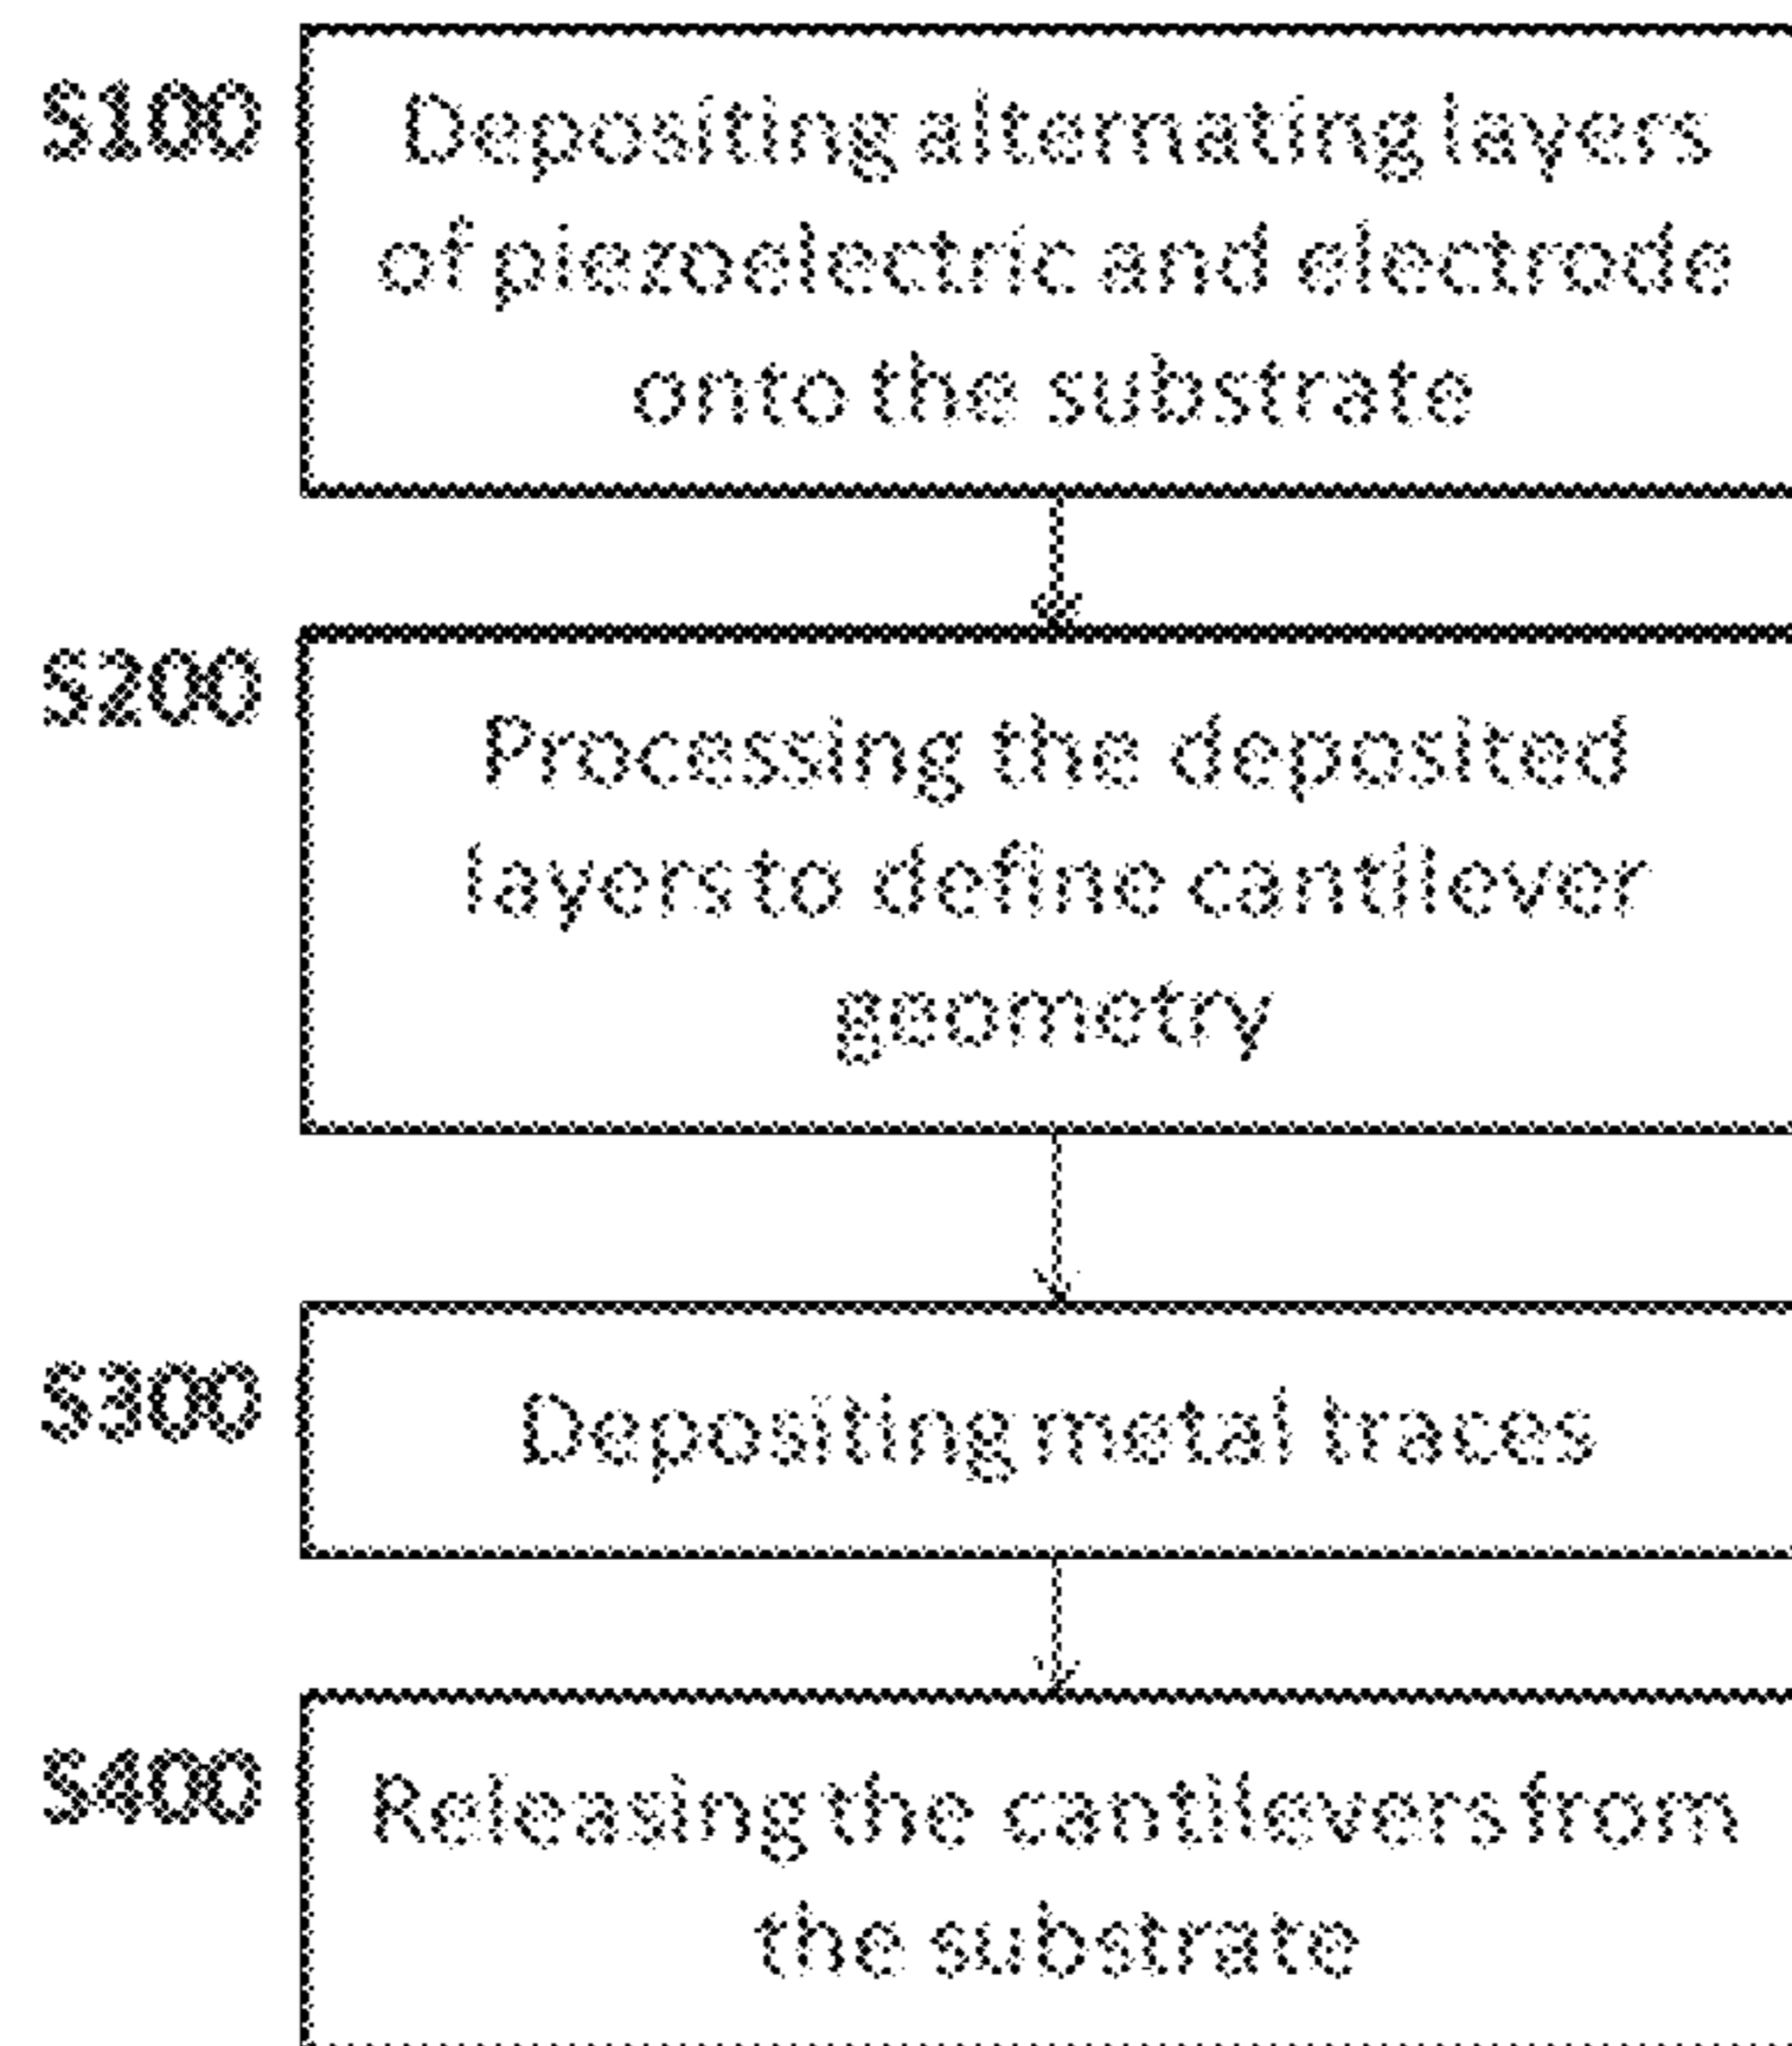 S100
Depositing alternating layers
of piezoelectric and electrode
onto the substrate
S200
Processing the deposited
layers to define cantilever
geometry
S300
Depositing metal traces
S400
Releasing the cantilevers from
the substrate